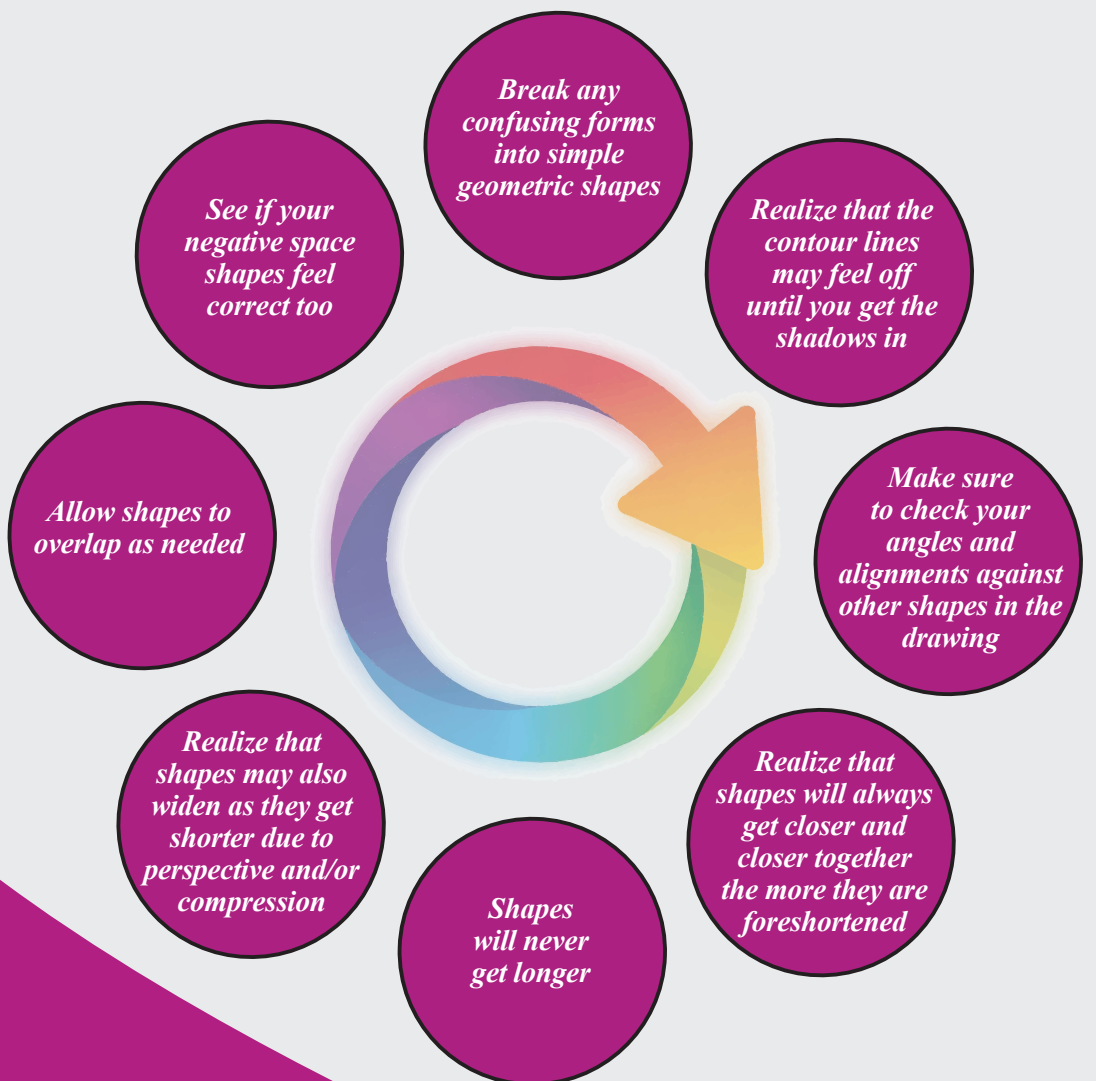 Break any
confusing forms
into simple
geometric shapes
Realize that the
contour lines
may feel off
until you get the
shadows in
Make sure
to check your
angles and
alignments against
other shapes in the
drawing
Realize that
shapes will always
get closer and
closer together
the more they are
foreshortened
Shapes
will never
get longer
Realize that
shapes may also
widen as they get
shorter due to
perspective and/or
compression
Allow shapes to
overlap as needed
See if your
negative space
shapes feel
correct too